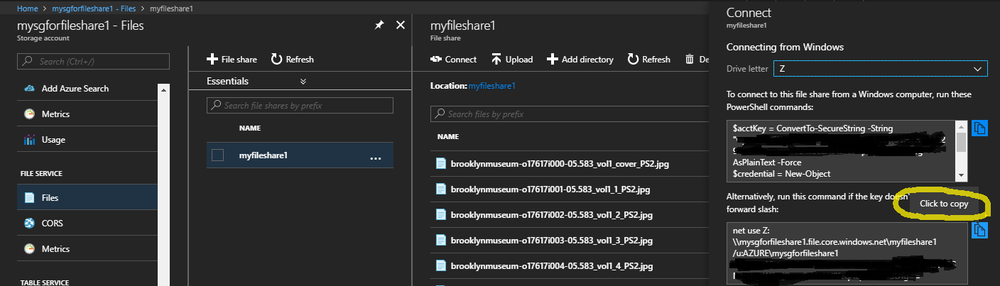 Home > mysgforfileshare1 - Files > myfileshare1
mysgforfileshare1 - Files
Storage account
Search (Ctrl+/)
Add Azure Search
Metrics
Usage
FILE SERVICE
Files
CORS
Metrics
TABLE SERVICE
File share
Refresh
Essentials
Search file shares by prefix
NAME
myfileshare1
...
myfileshare1
File share
Connect
Upload
Add directory
Refresh
De
Location: myfileshare1
Search files by prefix
NAME
brooklynmuseum-o17617i000-05.583_vol1_cover_PS2.jpg
brooklynmuseum-o17617i001-05.583_vol1_1_PS2.jpg
brooklynmuseum-o17617i002-05.583_vol1_2_PS2.jpg
brooklynmuseum-o17617i003-05.583_vol1_3_PS2.jpg
brooklynmuseum-o17617i004-05.583_vol1_4_PS2.jpg
Connect
myfileshare1
Connecting from Windows
Drive letter
Z
To connect to this file share from a Windows computer, run these
PowerShell commands:
$acctKey = ConvertTo-SecureString -String
AsPlainText -Force
$credential = New-Object
Alternatively, run this command if the key doesn'
forward slash:
Click to copy
net use Z:
\\mysgforfileshare1.file.core.windows.net\myfileshare1
/u:AZURE\mysgforfileshare1